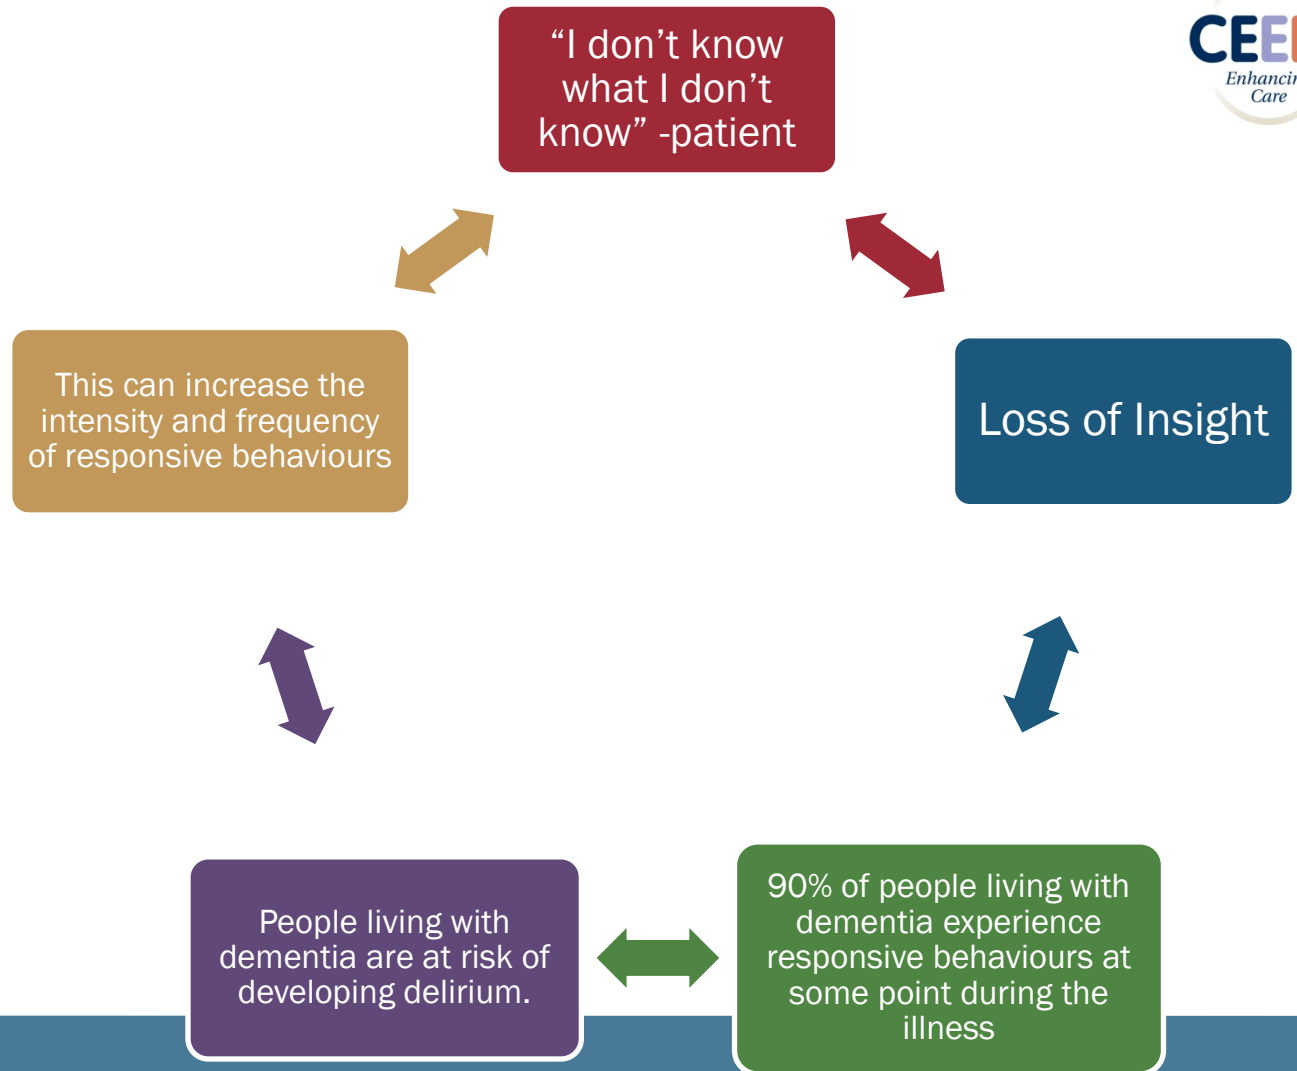 “I don’t know
what I don’t
know” -patient
Enhancing
Care
This can increase the
intensity and frequency
of responsive behaviours
Loss of Insight
People living with
dementia are at risk of
developing delirium.
90% of people living with
dementia experience
responsive behaviours at
some point during the
illness